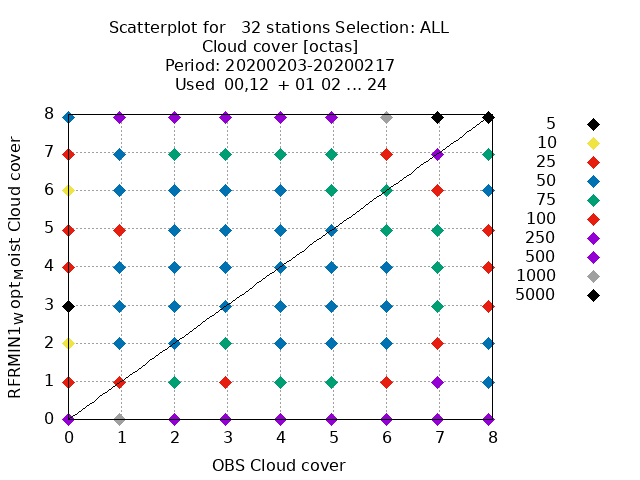 Scatterplot for   32 stations Selection: ALL
Cloud cover [octas]
Period: 20200203-20200217
Used  00,12  + 01 02 ... 24
8
7
6
5
4
3
2
1
0
0 1 2 3 4 5 6 7 8
RFRMIN1W optMoist Cloud cover
OBS Cloud cover
5
10
25
50
75
100
250
500
1000
5000